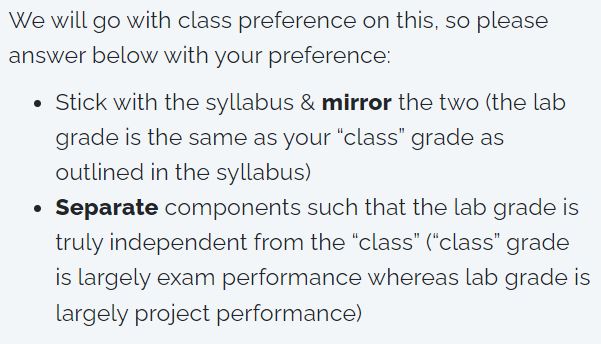 We will go with class preference on this, so please
answer below with your preference:
• Stick with the syllabus & mirror the two (the lab
grade is the same as your “class” grade as
outlined in the syllabus)
• Separate components such that the lab grade is
truly independent from the “class” (“class” grade
is largely exam performance whereas lab grade is
largely project performance)